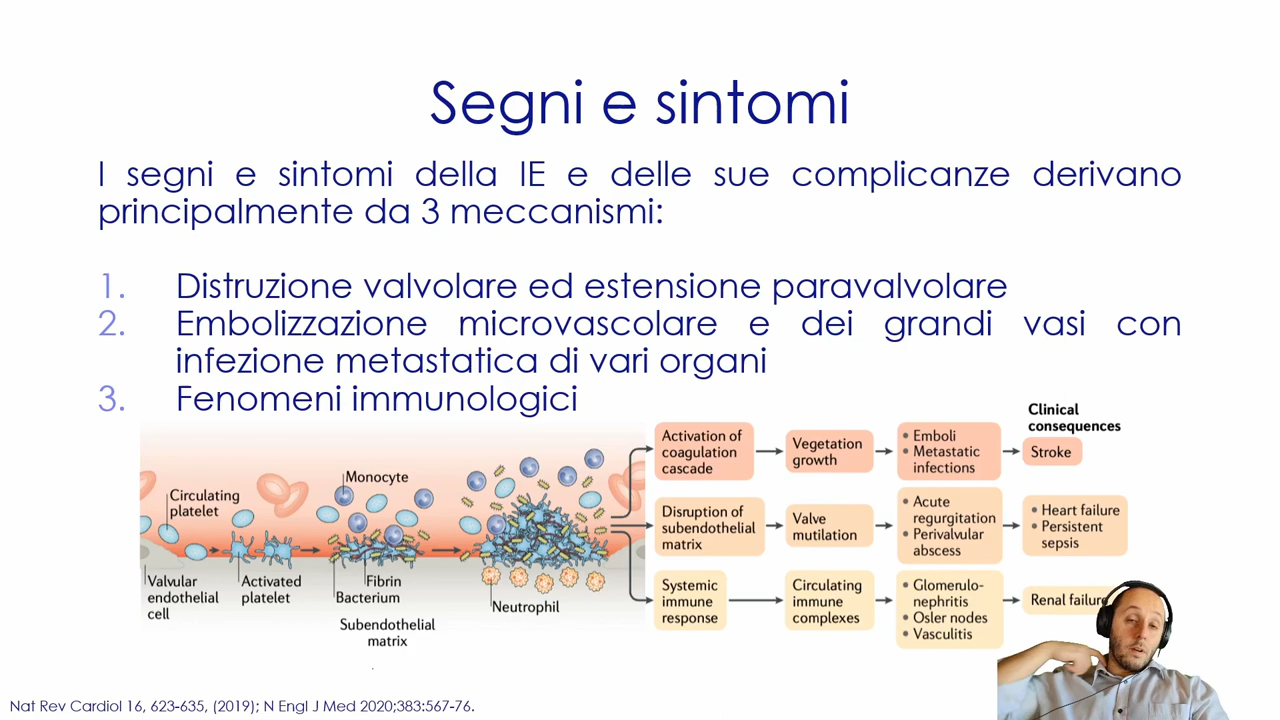 Segni e sintomi
I segni e sintomi della IE e delle sue complicanze derivano
principalmente da 3 meccanismi:
1. Distruzione valvolare ed estensione paravalvolare
2. Embolizzazione microvascolare e dei grandi vasi con
infezione metastatica di vari organi
3. Fenomeni immunologici
Circulating
platelet
Monocyte
Valvular
endothelial
cell
Activated
platelet
Fibrin
Bacterium
Subendothelial
matrix
Neutrophil
Clinical
consequences
Activation of
coagulation
cascade
Vegetation
growth
• Emboli
• Metastatic
infections
Stroke
Disruption of
subendothelial
matrix
Valve
mutilation
• Acute
regurgitation
• Perivalvular
abscess
• Heart failure
• Persistent
sepsis
Systemic
immune
response
Circulating
immune
complexes
• Glomerulo-
nephritis
• Osler nodes
• Vasculitis
Renal failure
Nat Rev Cardiol 16, 623-635, (2019); N Engl J Med 2020;383:567-76.